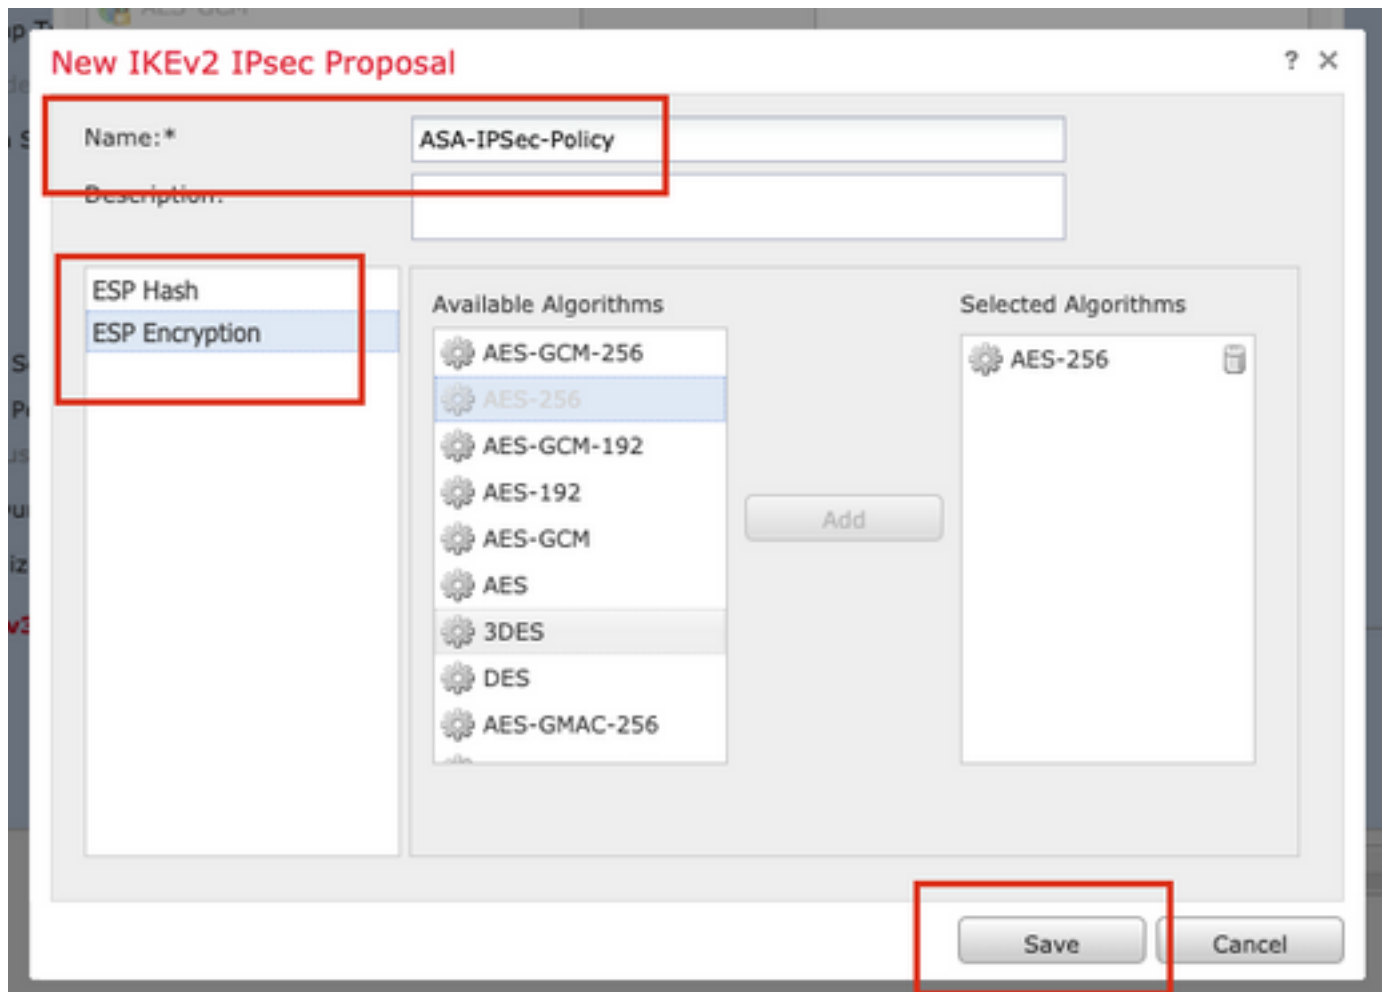 AES-GCM
New IKEv2 IPsec Proposal ? ×
Name:* ASA-IPSec-Policy
Description:
ESP Hash
ESP Encryption
Available Algorithms
AES-GCM-256
AES-256
AES-GCM-192
AES-192
AES-GCM
AES
3DES
DES
AES-GMAC-256
Add
Selected Algorithms
AES-256
Save Cancel